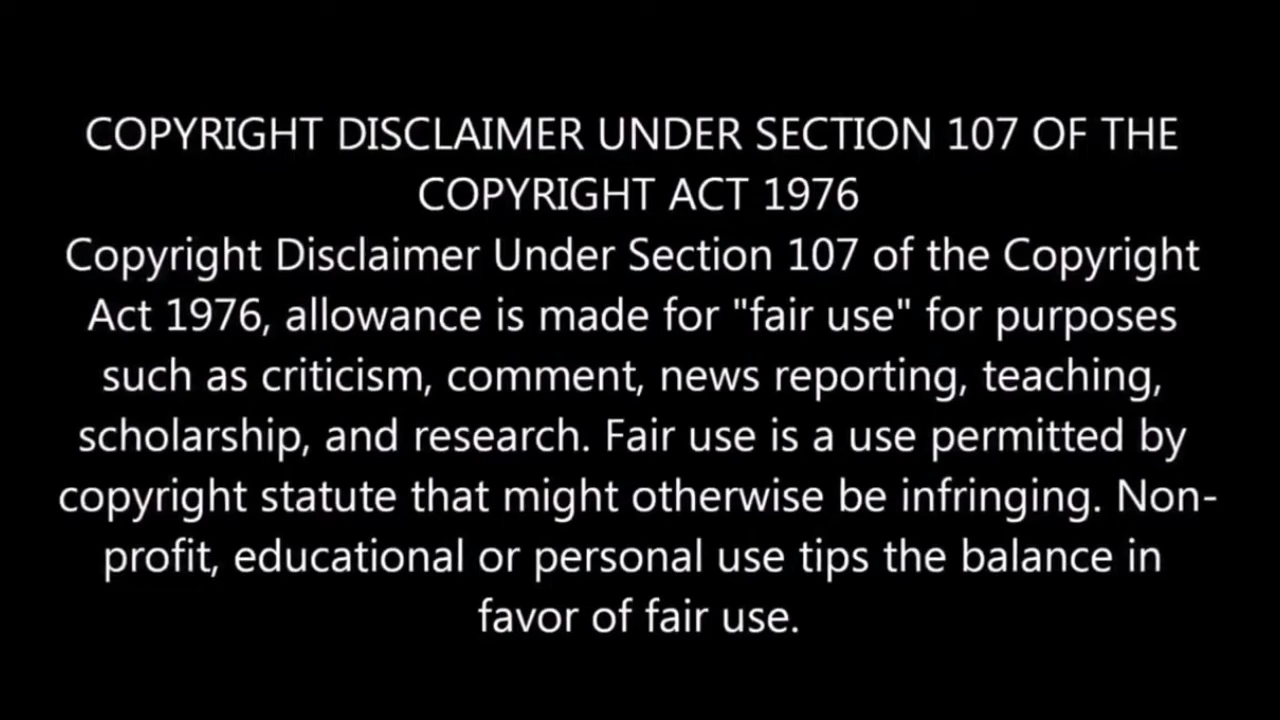 COPYRIGHT DISCLAIMER UNDER SECTION 107 OF THE
COPYRIGHT ACT 1976
Copyright Disclaimer Under Section 107 of the Copyright
Act 1976, allowance is made for "fair use" for purposes
such as criticism, comment, news reporting, teaching,
scholarship, and research. Fair use is a use permitted by
copyright statute that might otherwise be infringing. Non-
profit, educational or personal use tips the balance in
favor of fair use.